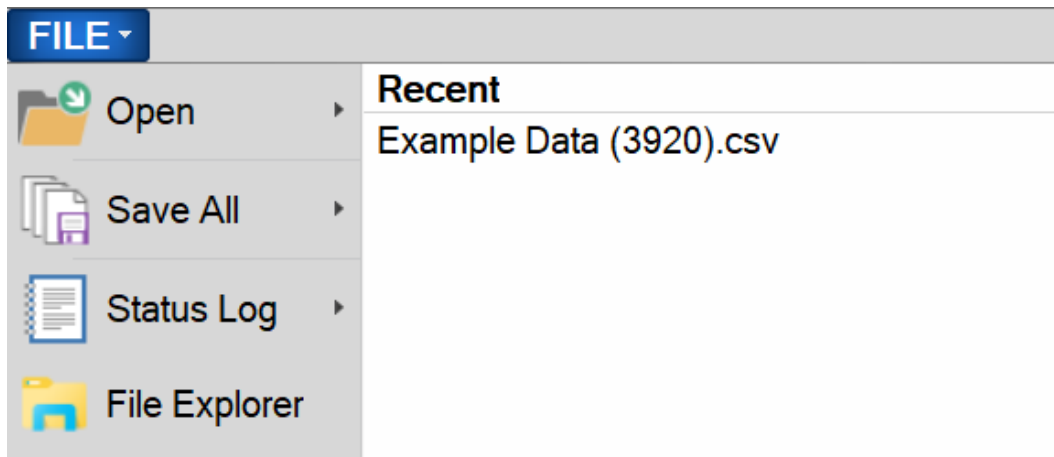 FILE
Open
Save All
Status Log
File Explorer
Recent
Example Data (3920).csv